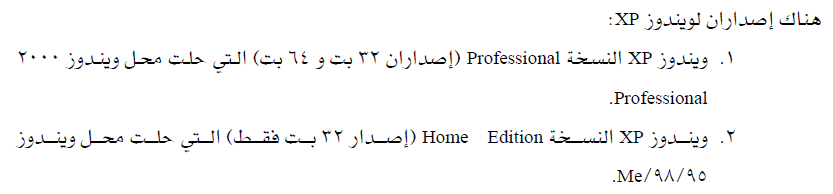 هناك إصداران لويندوز XP:
١. ويندوز XP النسخة Professional (إصداران ٣٢ بت و ٦٤ بت) التي حلت محل ويندوز ٢٠٠٠
Professional.
٢. ويندوز XP النسخة Home Edition (إصدار ٣٢ بت فقط) التي حلت محل ويندوز
Me/٩٨/٩٥.